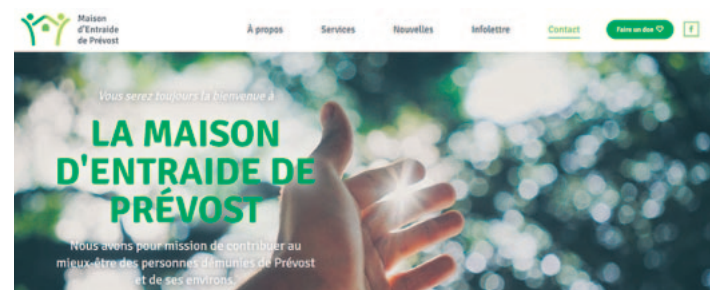 Maison
d'Entraide
de Prévost
À propos Services Nouvelles Infolettre Contact Faire un don f
Vous serez toujours la bienvenue à
LA MAISON
D'ENTRAIDE DE
PRÉVOST
Nous avons pour mission de contribuer au
mieux-être des personnes démunies de Prévost
et de ses environs.